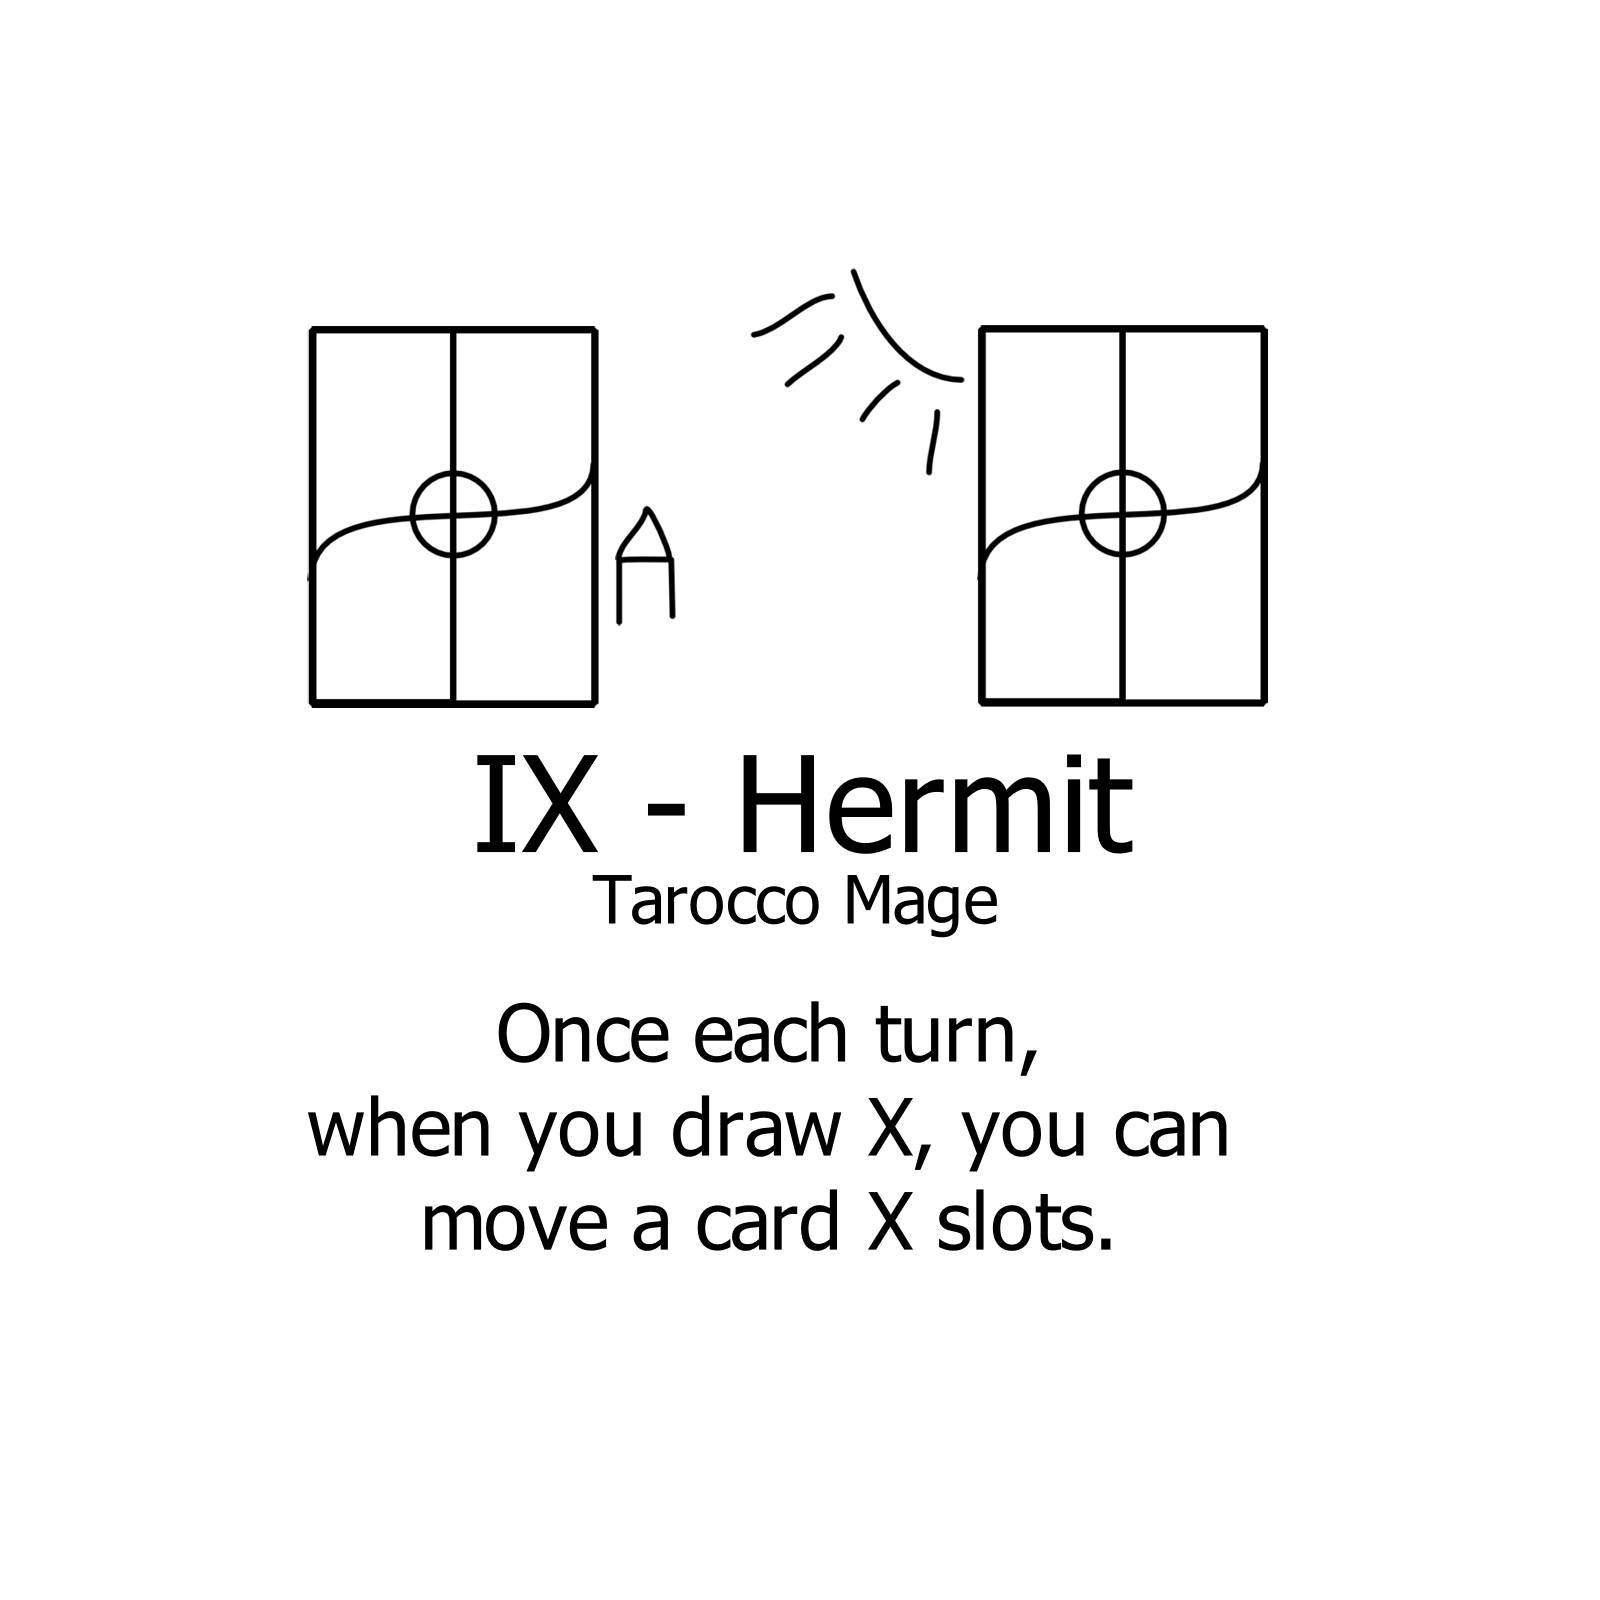 IX - Hermit
Tarocco Mage
Once each turn,
when you draw X, you can
move a card X slots.